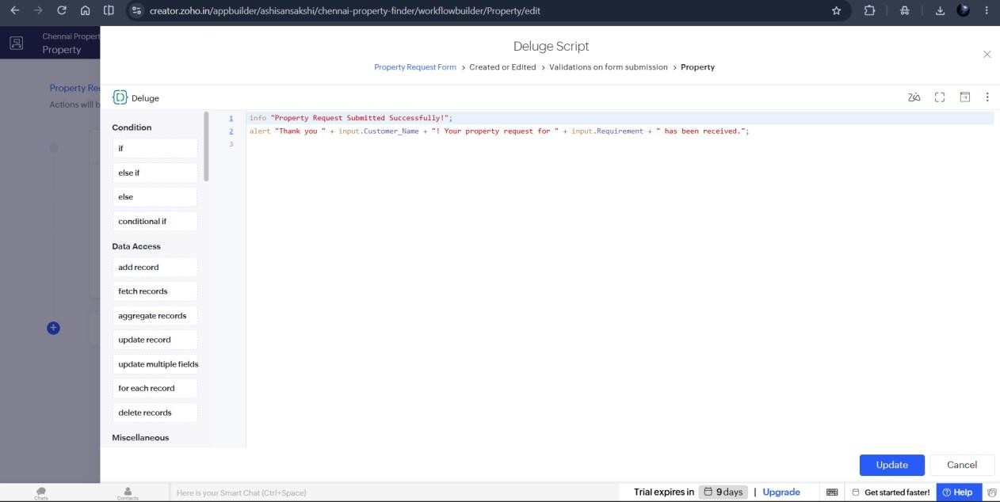 creator.zoho.in/appbuilder/ashisansakshi/chennai-property-finder/workflowbuilder/Property/edit
Chennai Propert
Property
Deluge Script
Property Request Form > Created or Edited > Validations on form submission > Property
Property Re
Actions will b
Deluge
Zia
Condition
if
else if
else
conditional if
Data Access
add record
fetch records
aggregate records
update record
update multiple fields
for each record
delete records
Miscellaneous
1 info "Property Request Submitted Successfully!";
2 alert "Thank you " + input.Customer_Name + "! Your property request for " + input.Requirement + " has been received.";
3
Update
Cancel
Chats
Contacts
Here is your Smart Chat (Ctrl+Space)
Trial expires in 9 days | Upgrade
Get started faster!
Help